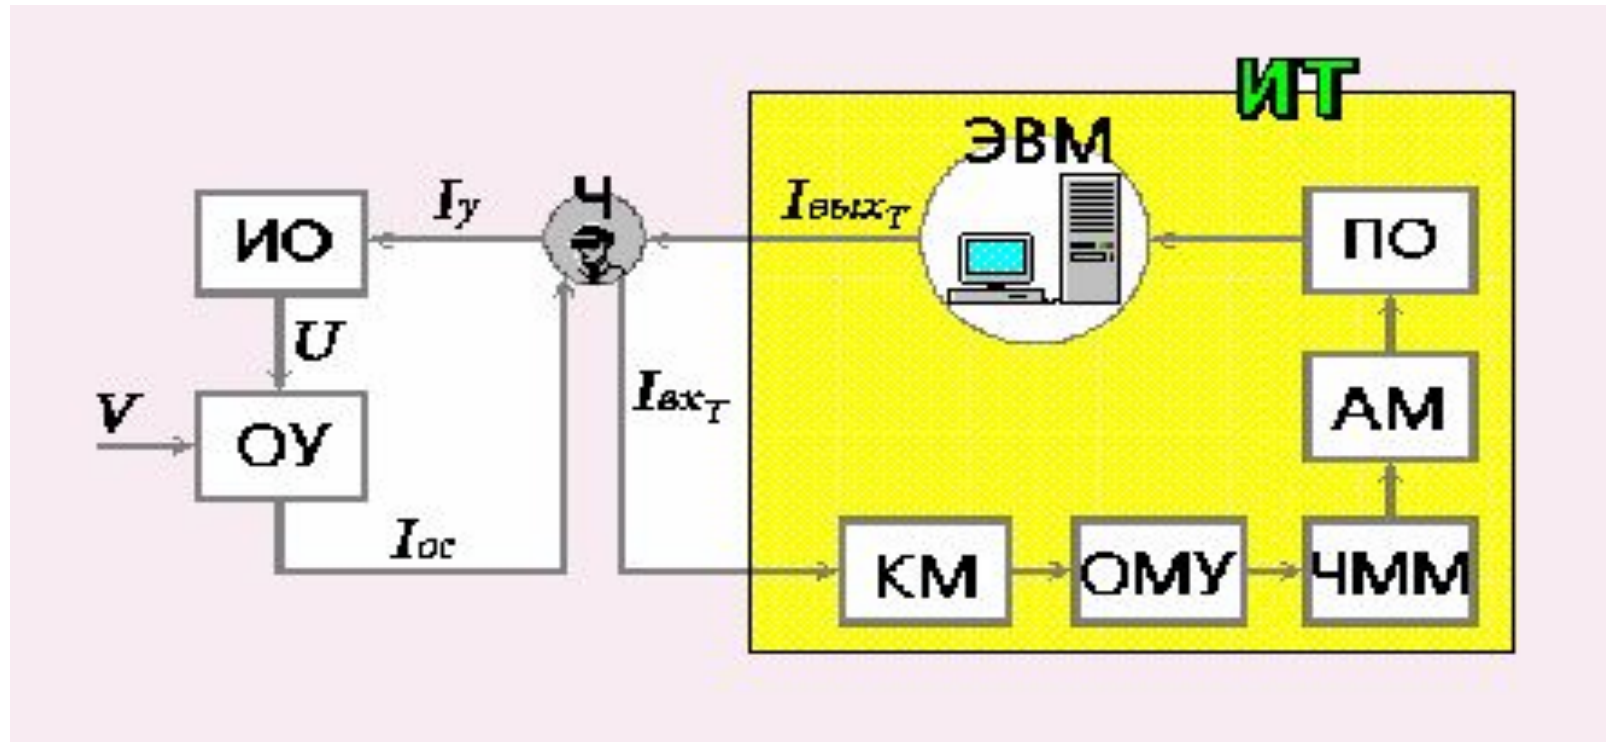 ИТ
ЭВМ
Ч
Iу
IвыхТ
ИО
ПО
U
IвхТ
V
АМ
ОУ
Iос
КМ
ОМУ
ЧММ